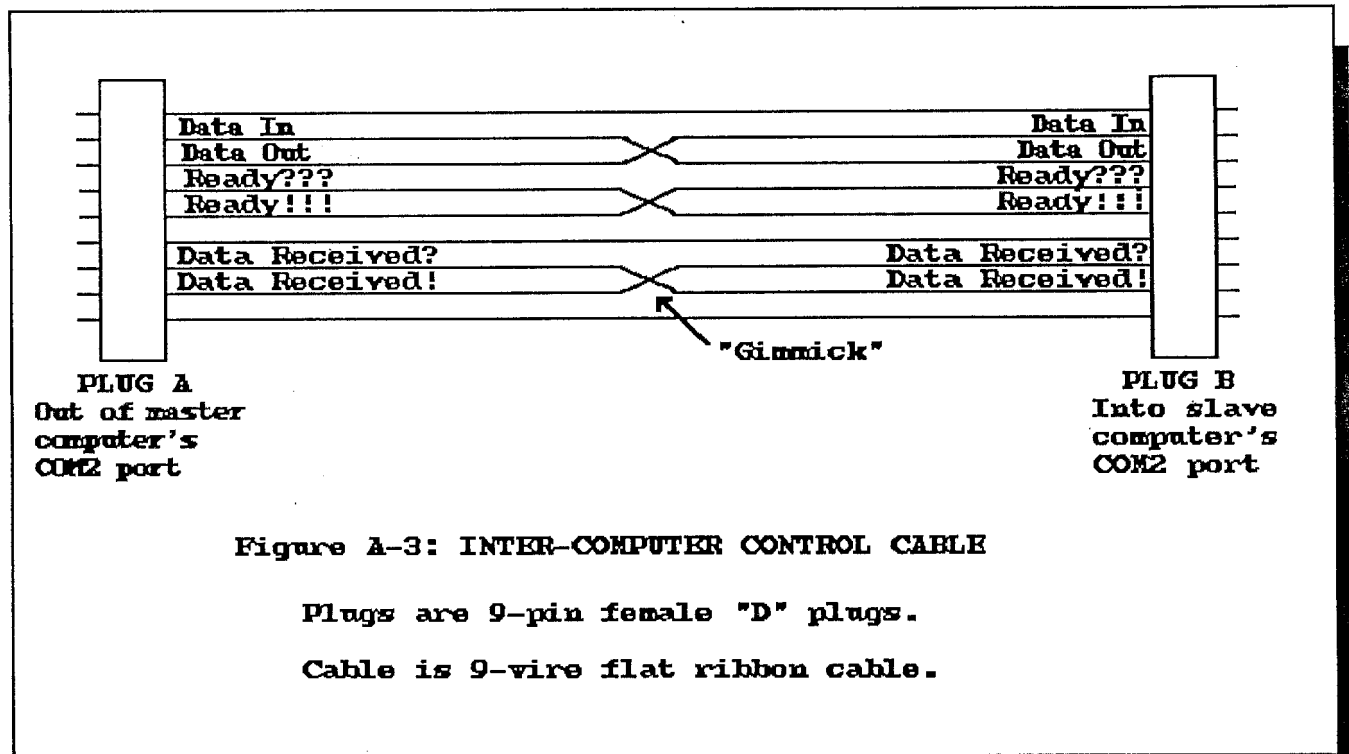 Data In
Data In
Data Out
Data Out
Ready???
Ready???
Ready!!!
Ready!!!
Data Received?
Data Received?
Data Received!
Data Received!
"Gimmick"
PLUG A
Out of master
computer's
COM2 port
PLUG B
Into slave
computer's
COM2 port
Figure A-3: INTER-COMPUTER CONTROL CABLE
Plugs are 9-pin female "D" plugs.
Cable is 9-wire flat ribbon cable.